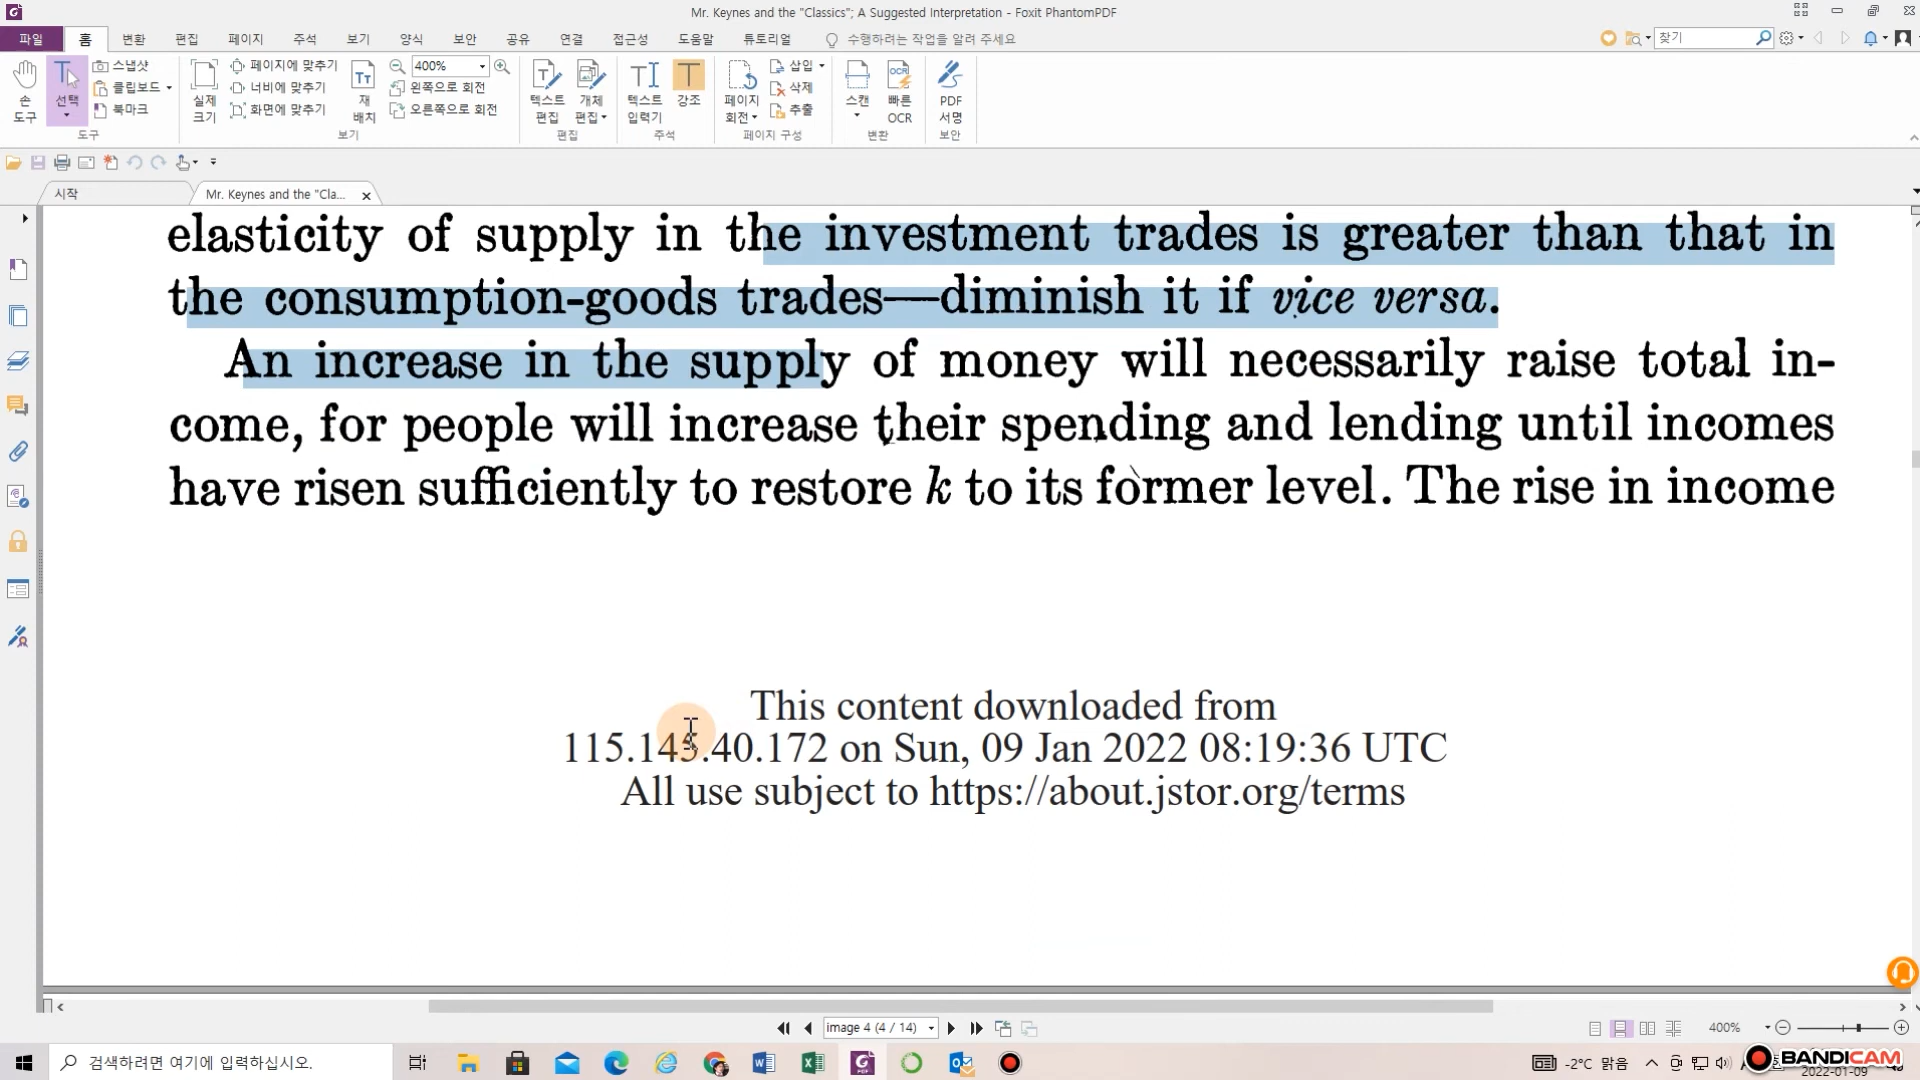 Mr. Keynes and the "Classics"; A Suggested Interpretation - Foxit PhantomPDF
파일 홈 변환 편집 페이지 주석 보기 양식 보안 공유 연결 접근성 도움말 튜토리얼 수행하려는 작업을 알려 주세요 찾기
손 도구
선택
스냅샷
클립보드
북마크
도구
실제 크기
페이지에 맞추기
너비에 맞추기
화면에 맞추기
재 배치
400%
왼쪽으로 회전
오른쪽으로 회전
보기
텍스트 편집
개체 편집
편집
텍스트 입력기
강조
주석
페이지 회전
삽입
삭제
추출
페이지 구성
스캔
빠른 OCR
변환
PDF 서명
보안
시작
Mr. Keynes and the "Cla...
elasticity of supply in the investment trades is greater than that in
the consumption-goods trades—diminish it if vice versa.
An increase in the supply of money will necessarily raise total in-
come, for people will increase their spending and lending until incomes
have risen sufficiently to restore k to its former level. The rise in income
This content downloaded from
115.145.40.172 on Sun, 09 Jan 2022 08:19:36 UTC
All use subject to https://about.jstor.org/terms
image 4 (4 / 14)
400%
검색하려면 여기에 입력하십시오.
-2°C 맑음
BANDICAM
2022-01-09